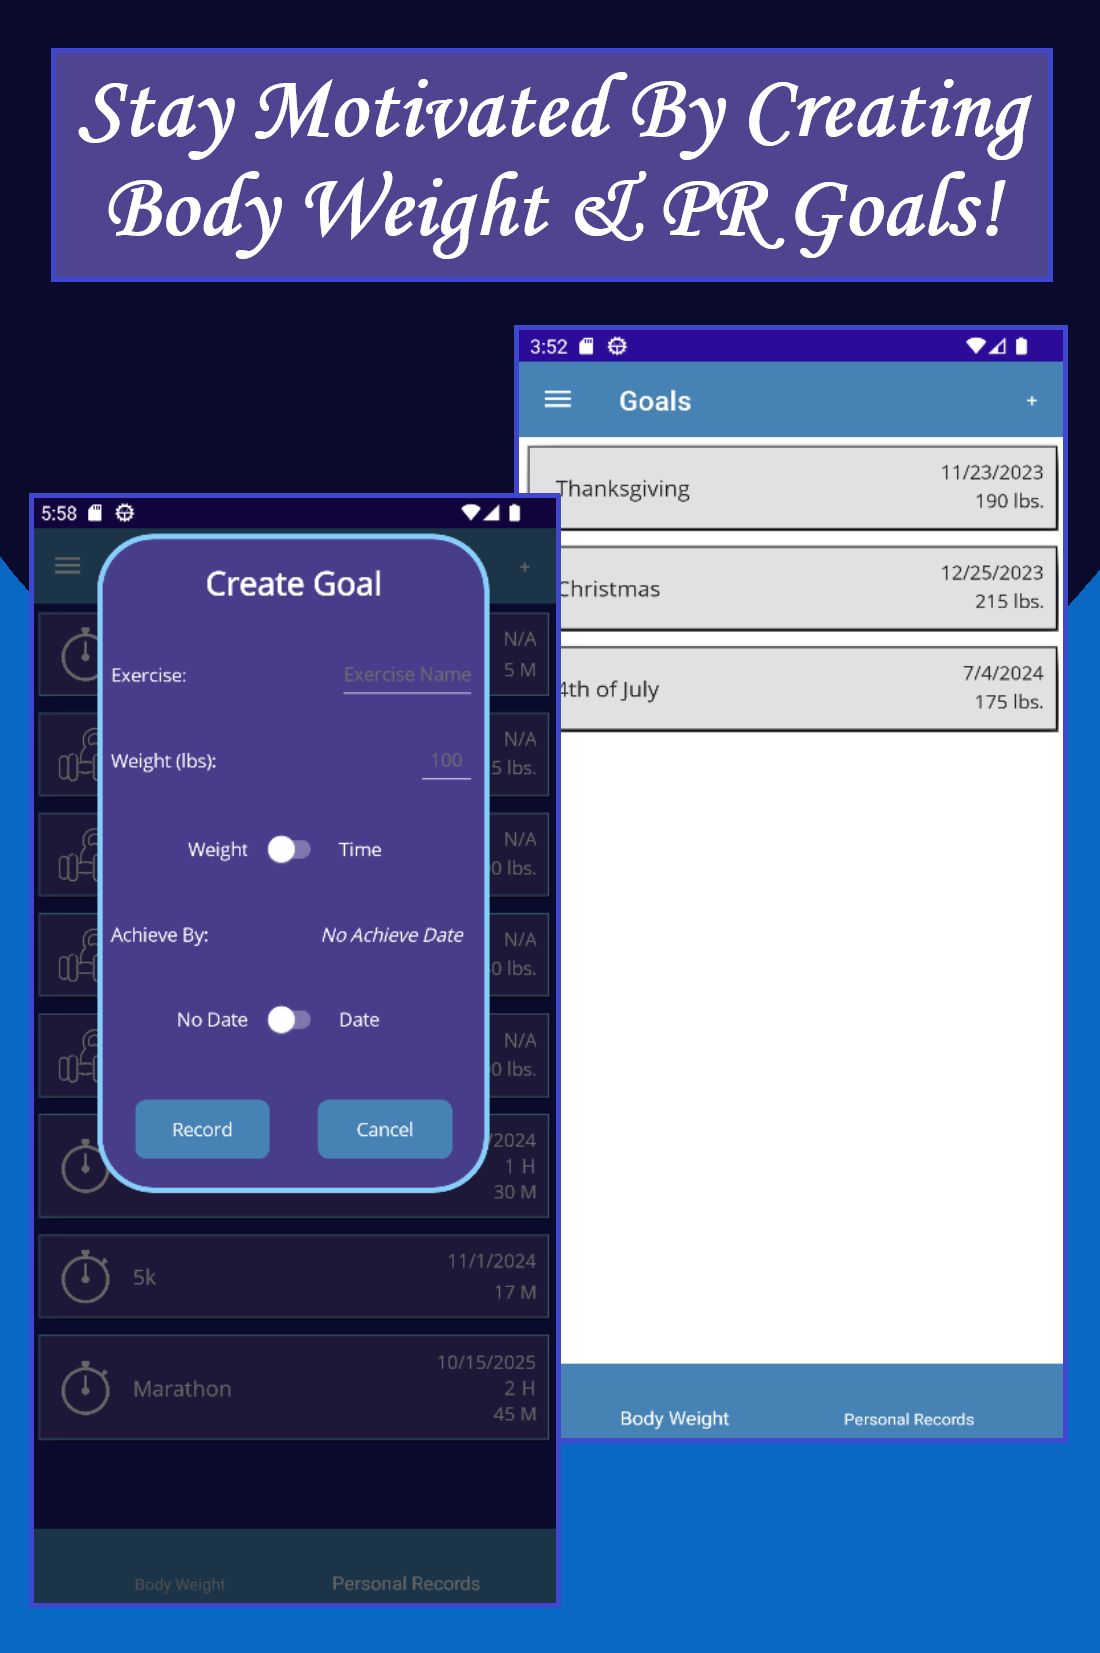 Stay Motivated By Creating
Body Weight & PR Goals!
3:52
Goals
+
Thanksgiving
11/23/2023
190 lbs.
Christmas
12/25/2023
215 lbs.
4th of July
7/4/2024
175 lbs.
Body Weight
Personal Records
5:58
+
Create Goal
Exercise:
Exercise Name
Weight (lbs):
100
Weight
Time
Achieve By:
No Achieve Date
No Date
Date
Record
Cancel
N/A
5 M
N/A
5 lbs.
N/A
0 lbs.
N/A
0 lbs.
N/A
0 lbs.
/2024
1 H
30 M
5k
11/1/2024
17 M
Marathon
10/15/2025
2 H
45 M
Body Weight
Personal Records